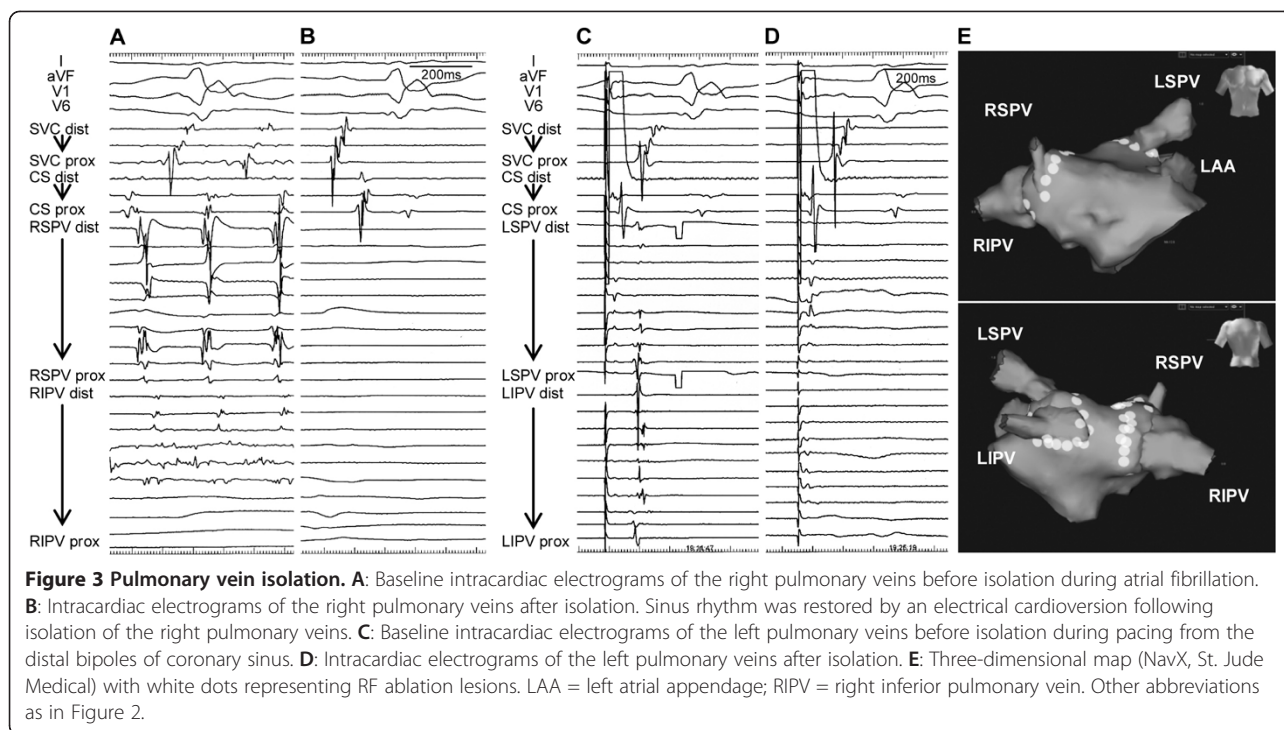 A
B
C
D
E
I
aVF
V1
V6
SVC dist
SVC prox
CS dist
CS prox
RSPV dist
RSPV prox
RIPV dist
RIPV prox
200ms
I
aVF
V1
V6
SVC dist
SVC prox
CS dist
CS prox
LSPV dist
LSPV prox
LIPV dist
LIPV prox
200ms
LSPV
RSPV
LAA
RIPV
LSPV
RSPV
LIPV
RIPV
Figure 3 Pulmonary vein isolation. A: Baseline intracardiac electrograms of the right pulmonary veins before isolation during atrial fibrillation.
B: Intracardiac electrograms of the right pulmonary veins after isolation. Sinus rhythm was restored by an electrical cardioversion following
isolation of the right pulmonary veins. C: Baseline intracardiac electrograms of the left pulmonary veins before isolation during pacing from the
distal bipoles of coronary sinus. D: Intracardiac electrograms of the left pulmonary veins after isolation. E: Three-dimensional map (NavX, St. Jude
Medical) with white dots representing RF ablation lesions. LAA = left atrial appendage; RIPV = right inferior pulmonary vein. Other abbreviations
as in Figure 2.